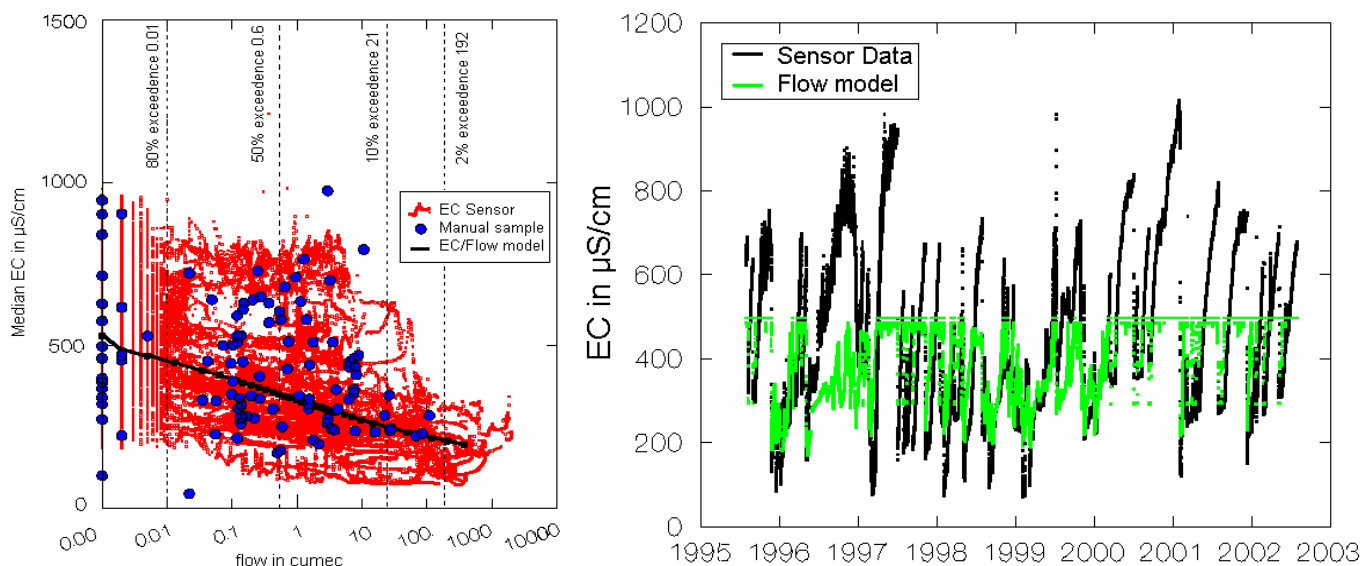 1500
1000
500
0
Median EC in µS/cm
80% exceedence 0.01
50% exceedence 0.6
10% exceedence 21
2% exceedence 192
EC Sensor
Manual sample
EC/Flow model
0.00
0.01
0.1
1
10
100.
1000
10000
flow in cumec
1200
1000
800
600
400
200
0
EC in µS/cm
Sensor Data
Flow model
1995
1996
1997
1998
1999
2000
2001
2002
2003